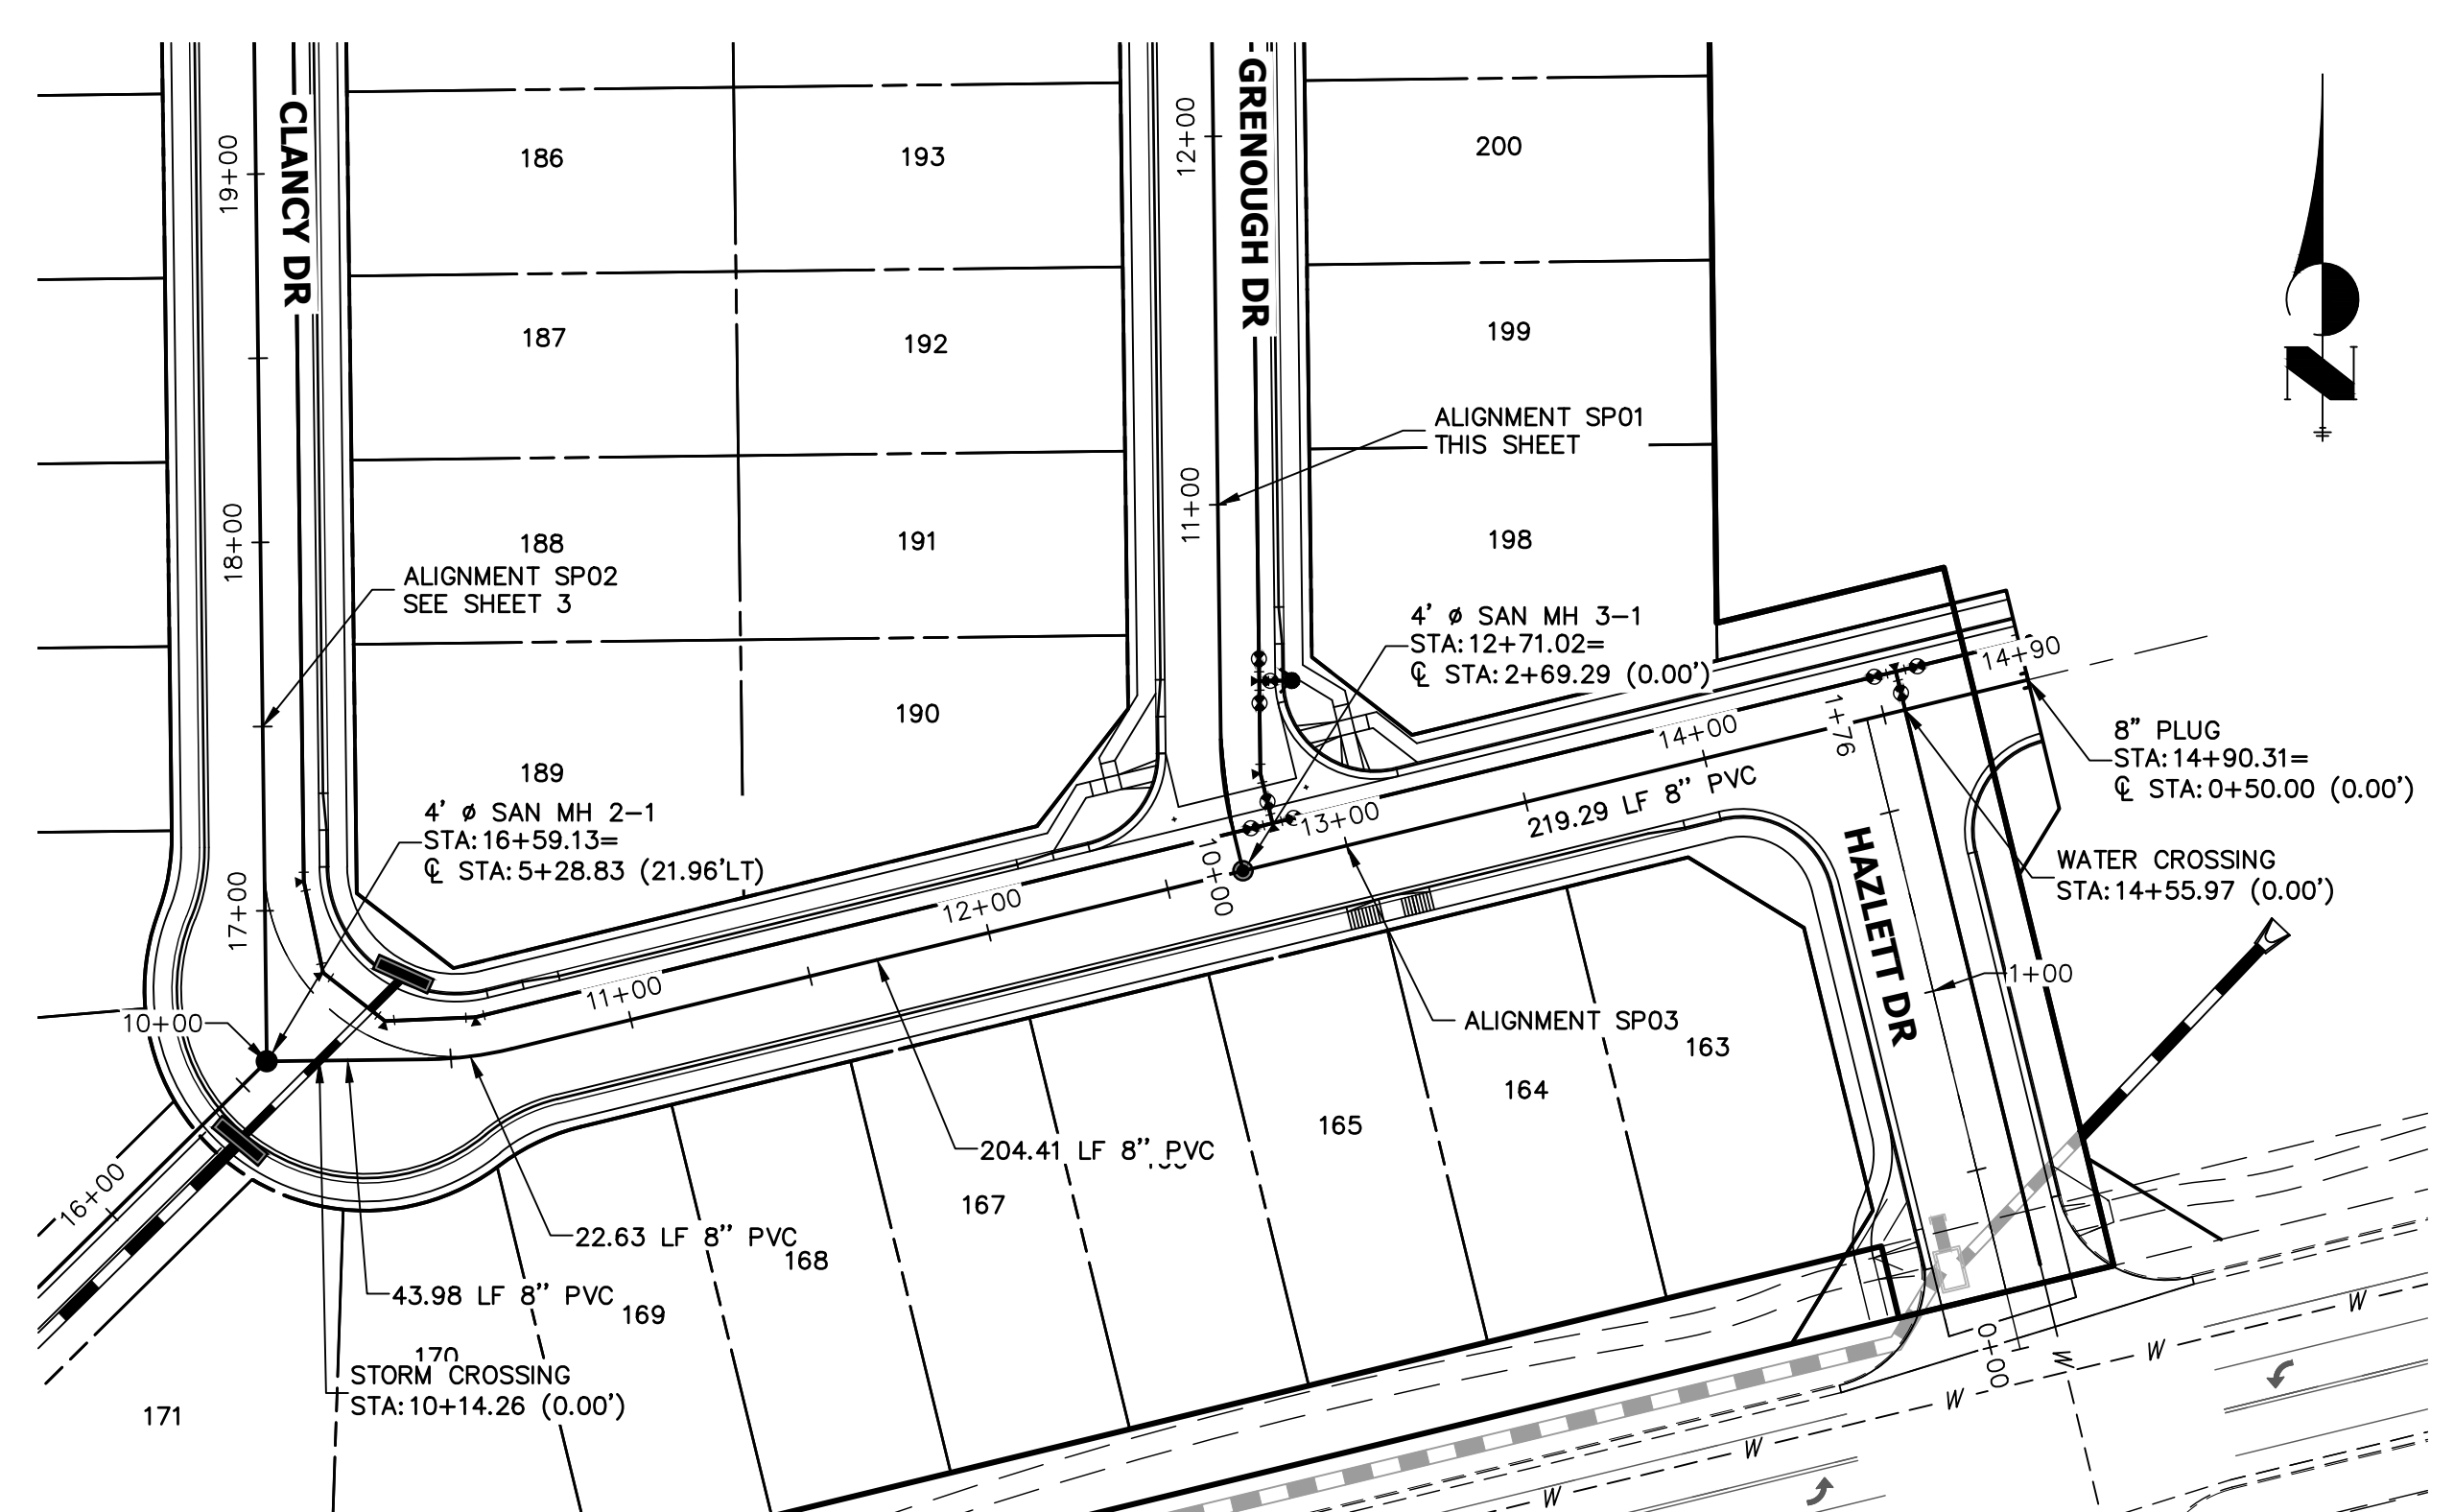 CLANCY DR
GRENOUGH DR
19+00
12+00
186
193
200
187
192
199
N
ALIGNMENT SP01
THIS SHEET
11+00
18+00
188
191
198
ALIGNMENT SP02
SEE SHEET 3
4' ø SAN MH 3-1
STA:12+71.02=
℄ STA:2+69.29 (0.00')
14+90
190
14+00
1+76
8" PLUG
STA:14+90.31=
℄ STA:0+50.00 (0.00')
189
4' ø SAN MH 2-1
STA:16+59.13=
℄ STA:5+28.83 (21.96'LT)
219.29 LF 8" PVC
13+00
10+00
HAZLETT DR
WATER CROSSING
STA:14+55.97 (0.00')
17+00
12+00
11+00
1+00
10+00
ALIGNMENT SP03
163
164
165
204.41 LF 8" PVC
16+00
167
22.63 LF 8" PVC
168
43.98 LF 8" PVC
169
170
STORM CROSSING
STA:10+14.26 (0.00')
171
0+00
W
W
W
W
W
W